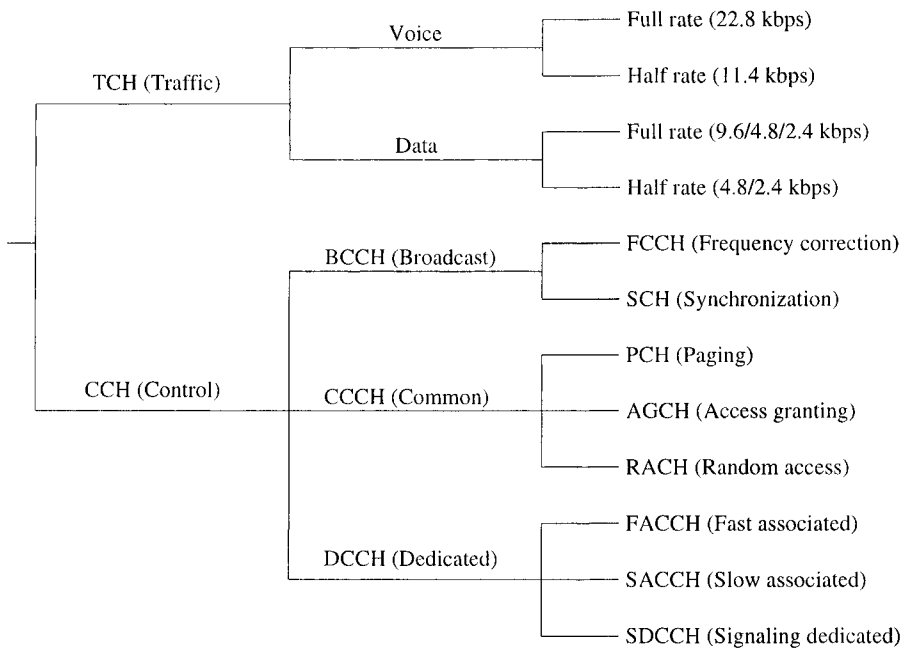 Voice
Full rate (22.8 kbps)
TCH (Traffic)
Half rate (11.4 kbps)
Data
Full rate (9.6/4.8/2.4 kbps)
Half rate (4.8/2.4 kbps)
BCCH (Broadcast)
FCCH (Frequency correction)
SCH (Synchronization)
PCH (Paging)
CCH (Control)
CCCH (Common)
AGCH (Access granting)
RACH (Random access)
FACCH (Fast associated)
DCCH (Dedicated)
SACCH (Slow associated)
SDCCH (Signaling dedicated)